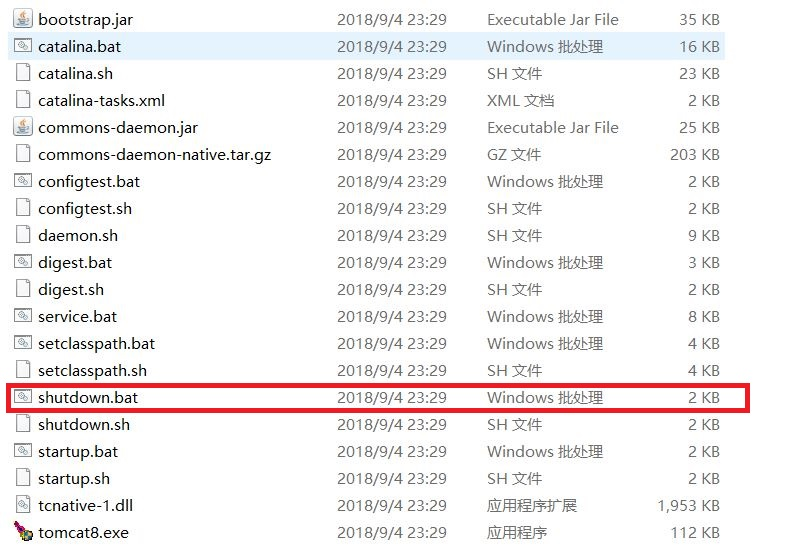 bootstrap.jar 2018/9/4 23:29 Executable Jar File 35 KB
catalina.bat 2018/9/4 23:29 Windows 批处理 16 KB
catalina.sh 2018/9/4 23:29 SH 文件 23 KB
catalina-tasks.xml 2018/9/4 23:29 XML 文档 2 KB
commons-daemon.jar 2018/9/4 23:29 Executable Jar File 25 KB
commons-daemon-native.tar.gz 2018/9/4 23:29 GZ 文件 203 KB
configtest.bat 2018/9/4 23:29 Windows 批处理 2 KB
configtest.sh 2018/9/4 23:29 SH 文件 2 KB
daemon.sh 2018/9/4 23:29 SH 文件 9 KB
digest.bat 2018/9/4 23:29 Windows 批处理 3 KB
digest.sh 2018/9/4 23:29 SH 文件 2 KB
service.bat 2018/9/4 23:29 Windows 批处理 8 KB
setclasspath.bat 2018/9/4 23:29 Windows 批处理 4 KB
setclasspath.sh 2018/9/4 23:29 SH 文件 4 KB
shutdown.bat 2018/9/4 23:29 Windows 批处理 2 KB
shutdown.sh 2018/9/4 23:29 SH 文件 2 KB
startup.bat 2018/9/4 23:29 Windows 批处理 2 KB
startup.sh 2018/9/4 23:29 SH 文件 2 KB
tcnative-1.dll 2018/9/4 23:29 应用程序扩展 1,953 KB
tomcat8.exe 2018/9/4 23:29 应用程序 112 KB